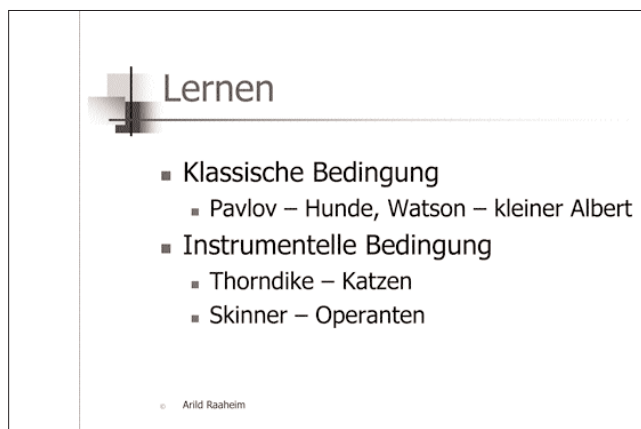 Lernen
Klassische Bedingung
Pavlov – Hunde, Watson – kleiner Albert
Instrumentelle Bedingung
Thorndike – Katzen
Skinner – Operanten
© Arild Raaheim